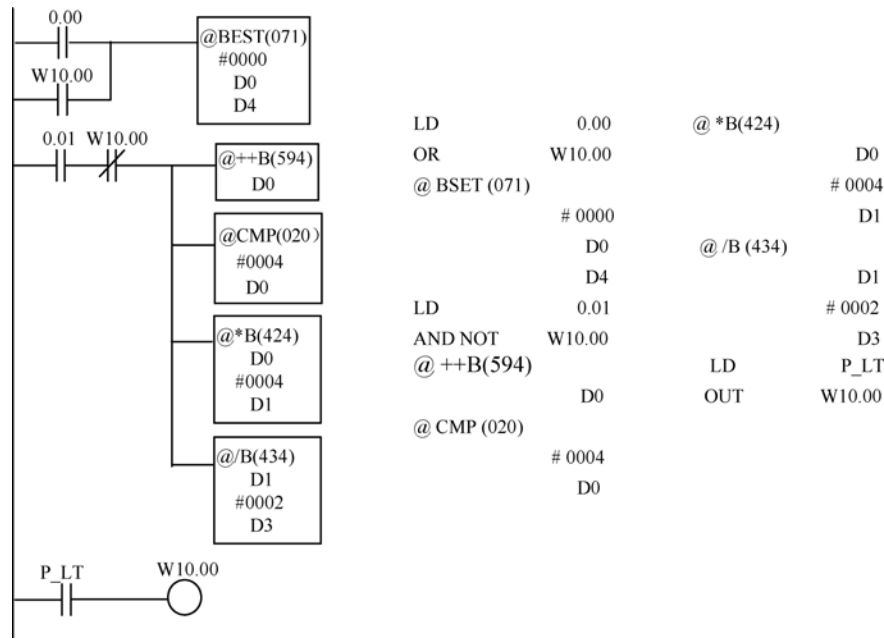 0.00
@BEST(071)
#0000
D0
D4
W10.00
0.01 W10.00
@++B(594)
D0
@CMP(020)
#0004
D0
@*B(424)
D0
#0004
D1
@/B(434)
D1
#0002
D3
P_LT W10.00
LD 0.00
OR W10.00
@ BSET (071)
# 0000
D0
D4
LD 0.01
AND NOT W10.00
@ ++B(594)
D0
@ CMP (020)
# 0004
D0
@ *B(424)
D0
# 0004
D1
@ /B (434)
D1
# 0002
D3
LD P_LT
OUT W10.00